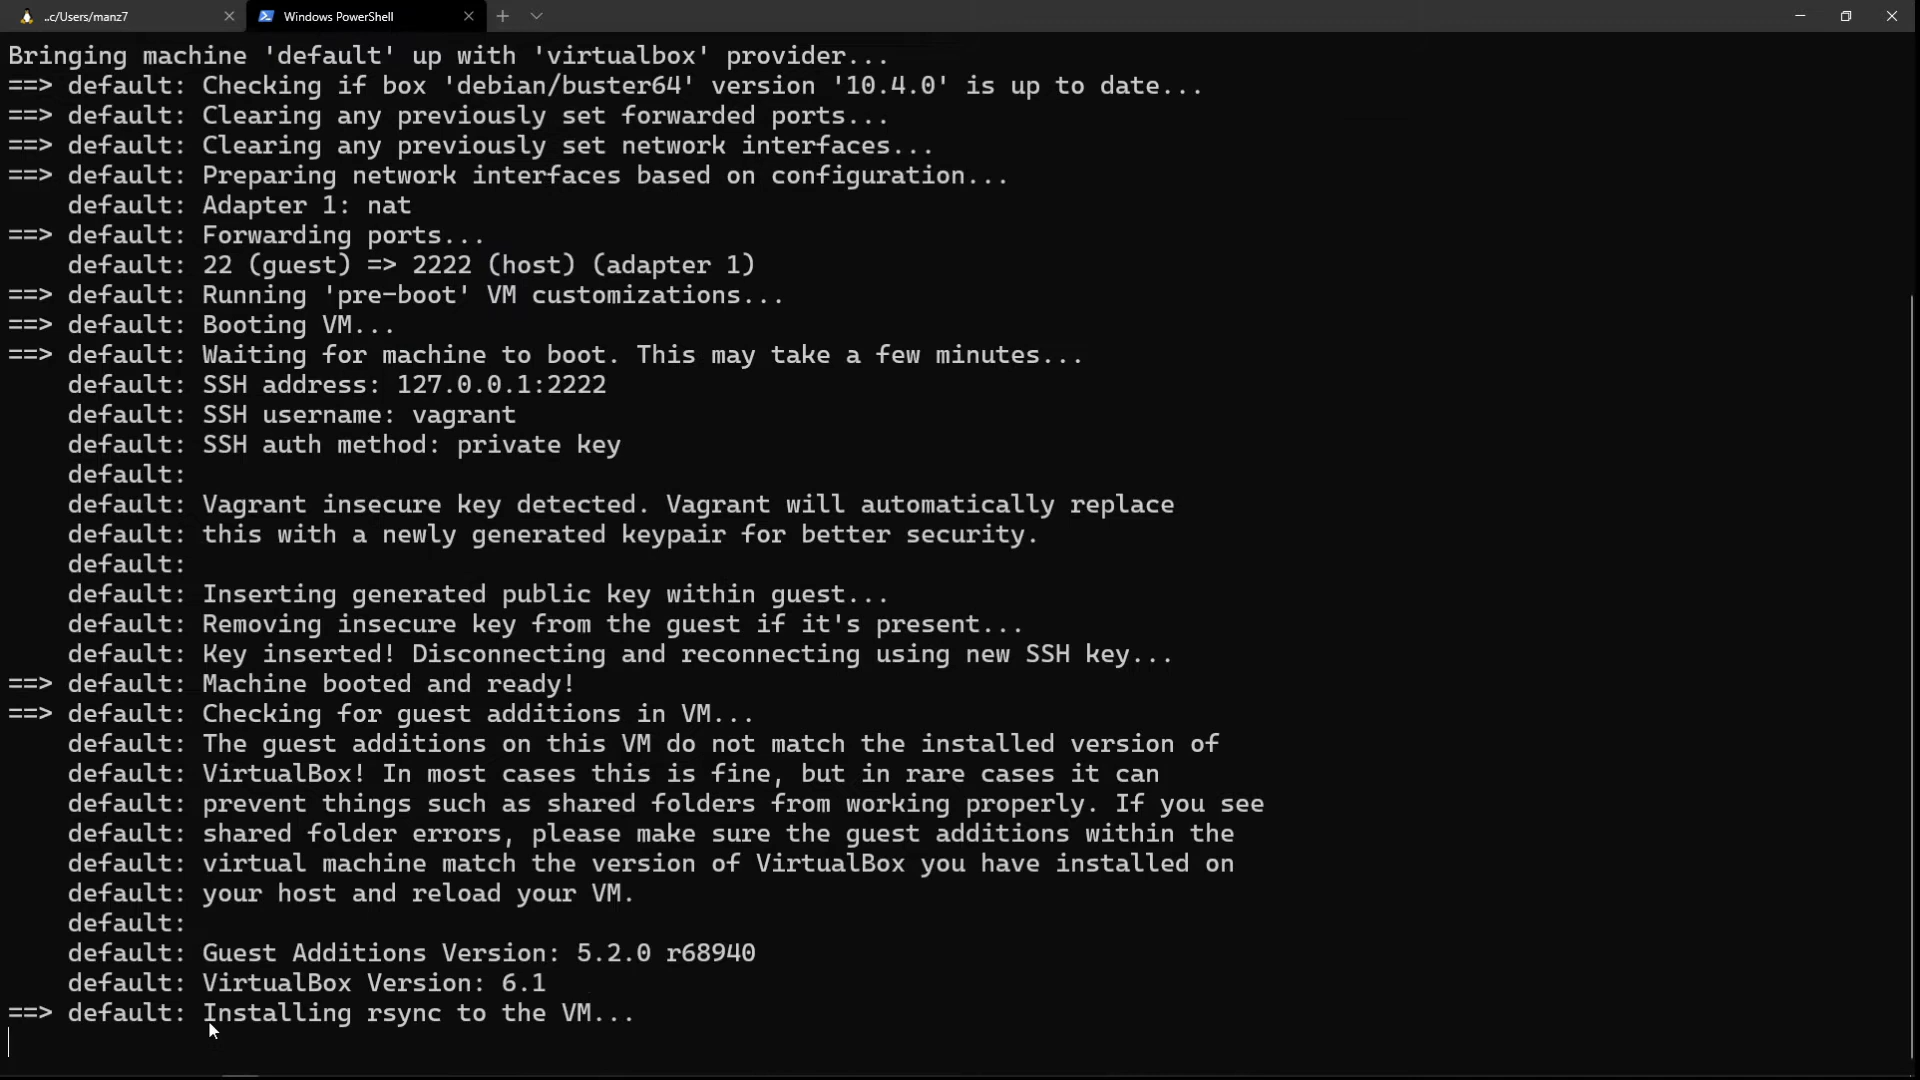 ..c/Users/manz7
Windows PowerShell
Bringing machine 'default' up with 'virtualbox' provider...
==> default: Checking if box 'debian/buster64' version '10.4.0' is up to date...
==> default: Clearing any previously set forwarded ports...
==> default: Clearing any previously set network interfaces...
==> default: Preparing network interfaces based on configuration...
    default: Adapter 1: nat
==> default: Forwarding ports...
    default: 22 (guest) => 2222 (host) (adapter 1)
==> default: Running 'pre-boot' VM customizations...
==> default: Booting VM...
==> default: Waiting for machine to boot. This may take a few minutes...
    default: SSH address: 127.0.0.1:2222
    default: SSH username: vagrant
    default: SSH auth method: private key
    default:
    default: Vagrant insecure key detected. Vagrant will automatically replace
    default: this with a newly generated keypair for better security.
    default:
    default: Inserting generated public key within guest...
    default: Removing insecure key from the guest if it's present...
    default: Key inserted! Disconnecting and reconnecting using new SSH key...
==> default: Machine booted and ready!
==> default: Checking for guest additions in VM...
    default: The guest additions on this VM do not match the installed version of
    default: VirtualBox! In most cases this is fine, but in rare cases it can
    default: prevent things such as shared folders from working properly. If you see
    default: shared folder errors, please make sure the guest additions within the
    default: virtual machine match the version of VirtualBox you have installed on
    default: your host and reload your VM.
    default:
    default: Guest Additions Version: 5.2.0 r68940
    default: VirtualBox Version: 6.1
==> default: Installing rsync to the VM...